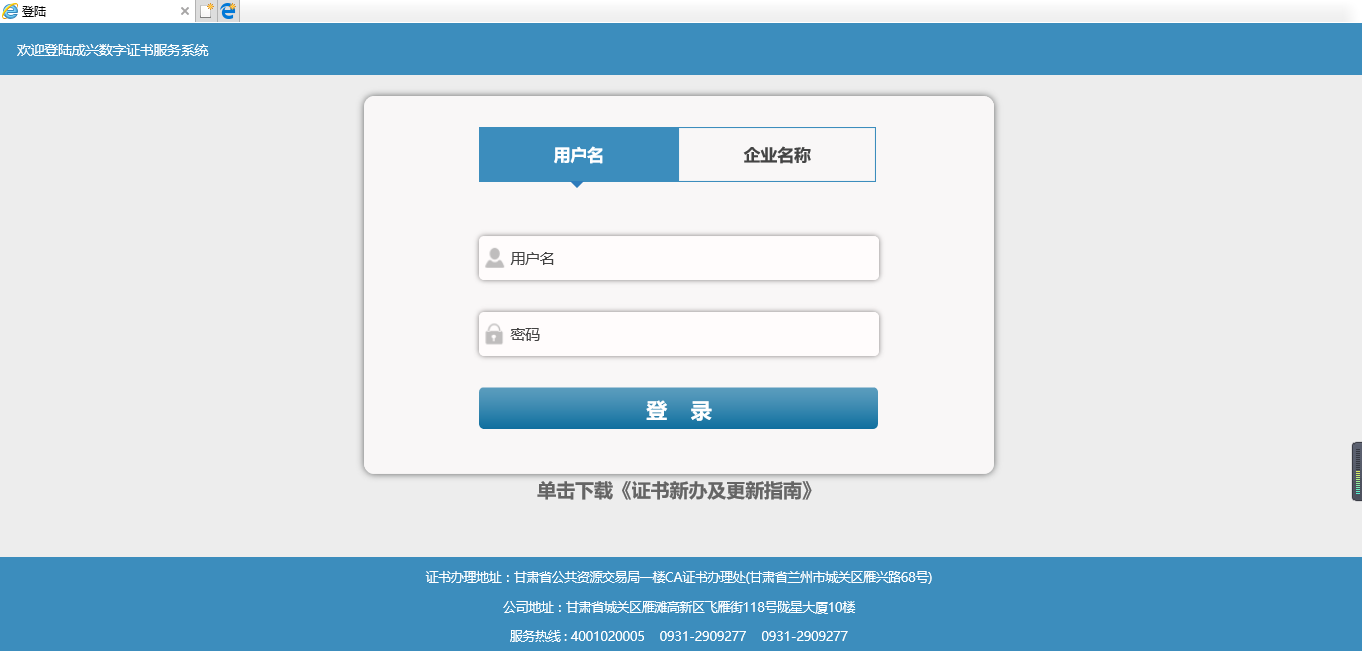 登陆
欢迎登陆成兴数字证书服务系统
用户名 企业名称
用户名
密码
登 录
单击下载《证书新办及更新指南》
证书办理地址：甘肃省公共资源交易局一楼CA证书办理处(甘肃省兰州市城关区雁兴路68号)
公司地址：甘肃省城关区雁滩高新区飞雁街118号陇星大厦10楼
服务热线：4001020005 0931-2909277 0931-2909277